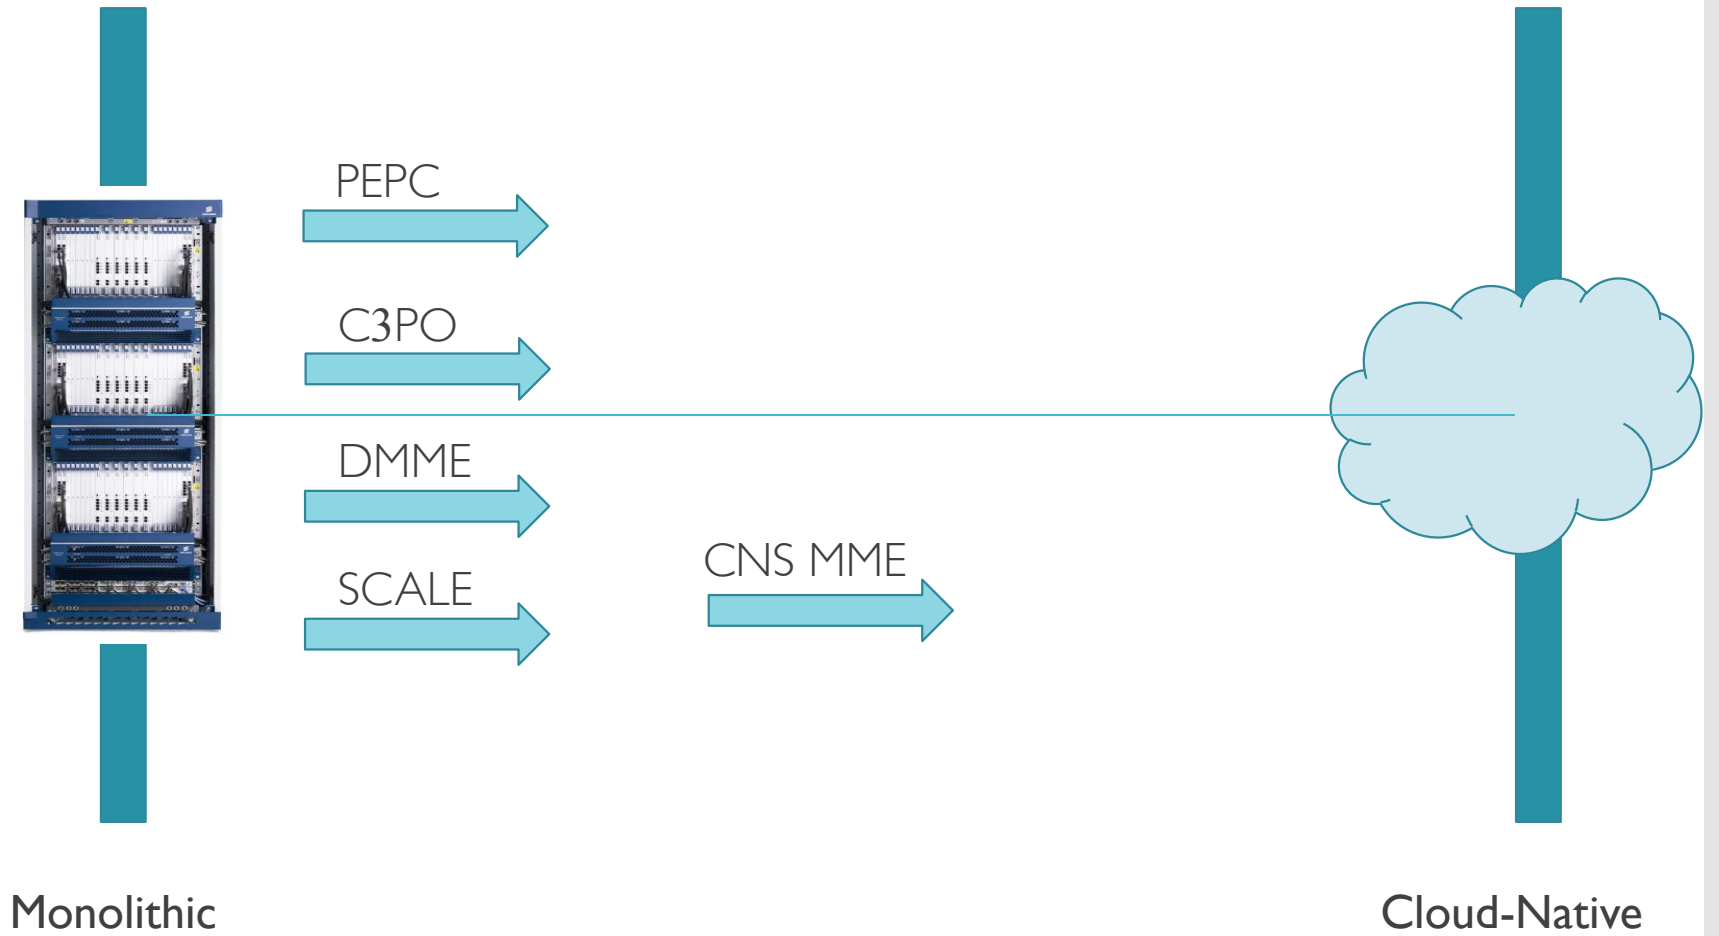 PEPC
C3PO
DMME
CNS MME
SCALE
Monolithic
Cloud-Native